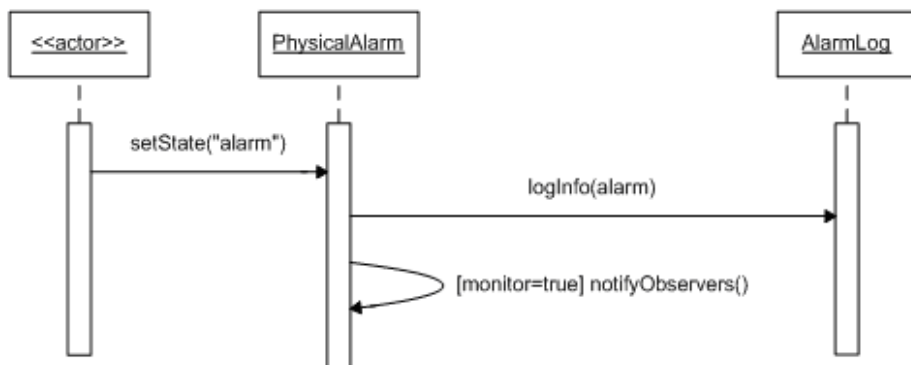 <<actor>>
PhysicalAlarm
AlarmLog
setState("alarm")
logInfo(alarm)
[monitor=true] notifyObservers()